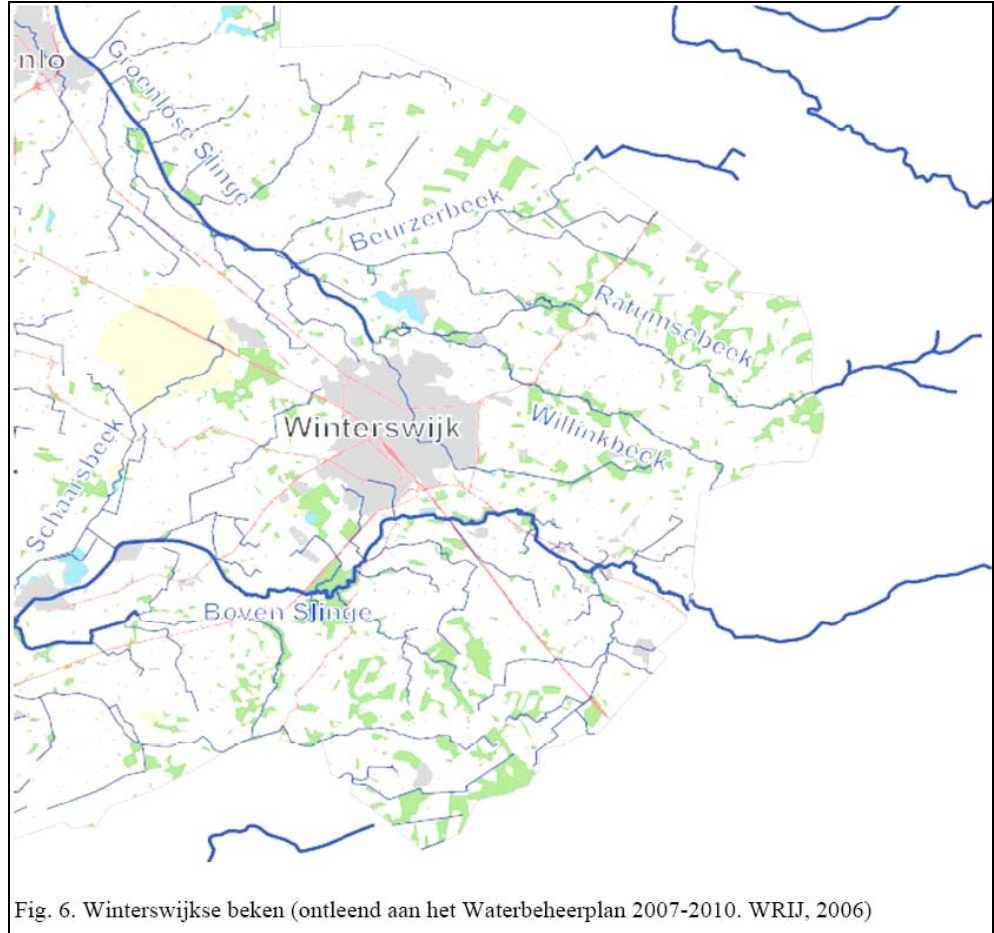 nlo
Groenlose Slinge
Beurzerbeek
Ratumsebeek
Winterswijk
Willinkbeek
Schaarsbeek
Boven Slinge
Fig. 6. Winterswijkse beken (ontleend aan het Waterbeheerplan 2007-2010. WRIJ, 2006)